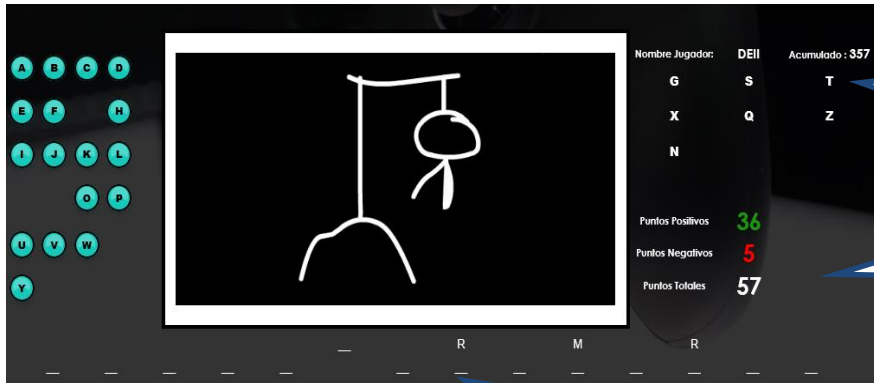 Nombre Jugador: DEII Acumulado : 357
A B C D
G S T
E F H
X Q Z
I J K L
N
O P
Puntos Positivos 36
U V W
Puntos Negativos 5
Y
Puntos Totales 57
_ R M R
_ _ _ _ _ _ _ _ _ _ _ _ _